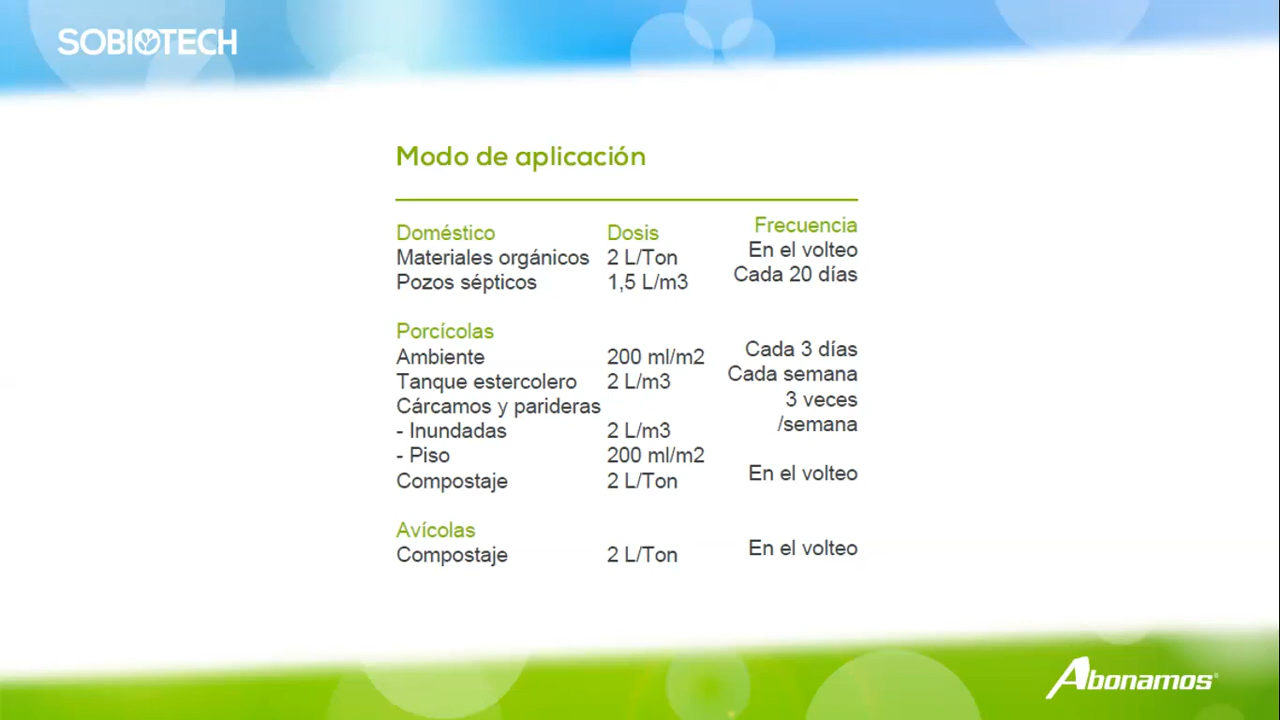 SOBIOTECH
Modo de aplicación
Doméstico Dosis Frecuencia
Materiales orgánicos 2 L/Ton En el volteo
Pozos sépticos 1,5 L/m3 Cada 20 días
Porcícolas
Ambiente 200 ml/m2 Cada 3 días
Tanque estercolero 2 L/m3 Cada semana
Cárcamos y parideras 3 veces
- Inundadas 2 L/m3 /semana
- Piso 200 ml/m2
Compostaje 2 L/Ton En el volteo
Avícolas
Compostaje 2 L/Ton En el volteo
Abonamos